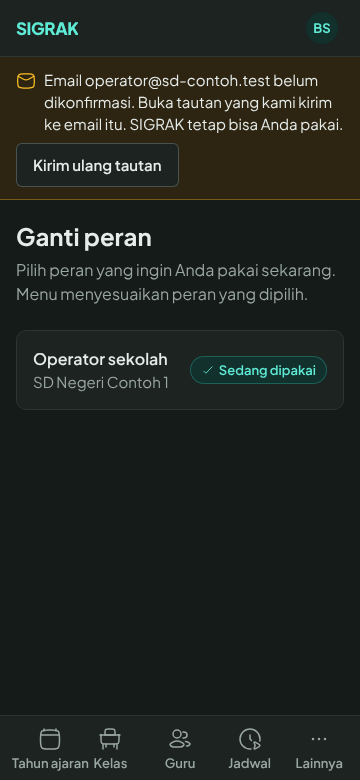 SIGRAK
BS
Email operator@sd-contoh.test belum
dikonfirmasi. Buka tautan yang kami kirim
ke email itu. SIGRAK tetap bisa Anda pakai.
Kirim ulang tautan
Ganti peran
Pilih peran yang ingin Anda pakai sekarang.
Menu menyesuaikan peran yang dipilih.
Operator sekolah
SD Negeri Contoh 1
Sedang dipakai
Tahun ajaran
Kelas
Guru
Jadwal
Lainnya